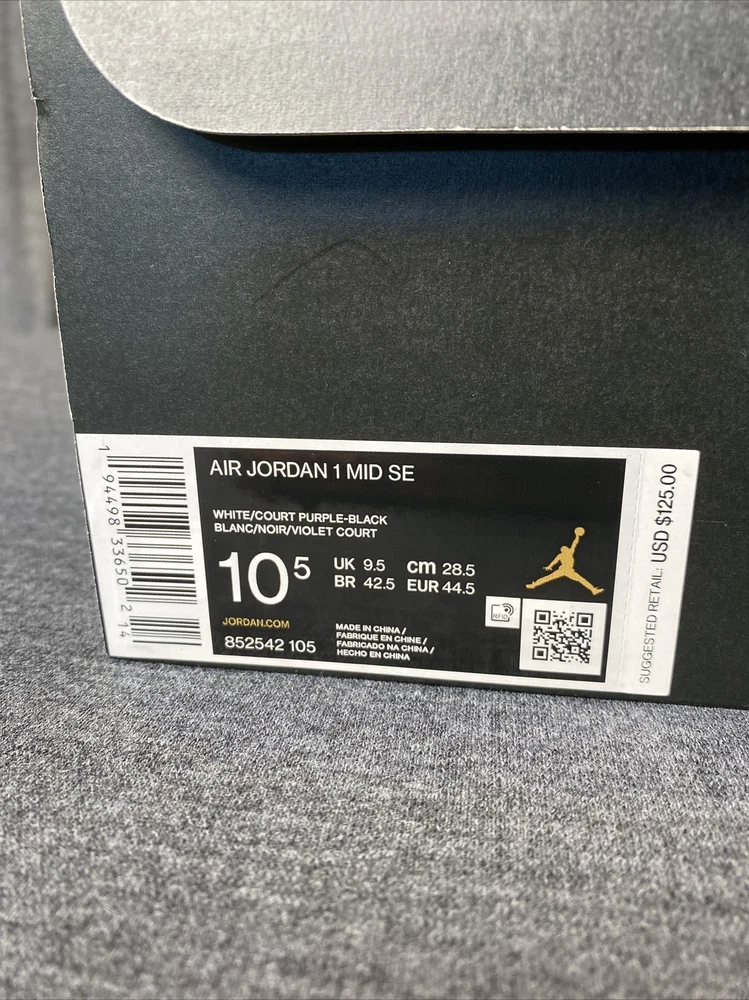 AIR JORDAN 1 MID SE
WHITE/COURT PURPLE-BLACK
BLANC/NOIR/VIOLET COURT
10 5
UK 9.5 cm 28.5
BR 42.5 EUR 44.5
JORDAN.COM
852542 105
MADE IN CHINA /
FABRIQUE EN CHINE /
FABRICADO NA CHINA /
HECHO EN CHINA
RFID
1 94498 33650 2 14
SUGGESTED RETAIL: USD $125.00